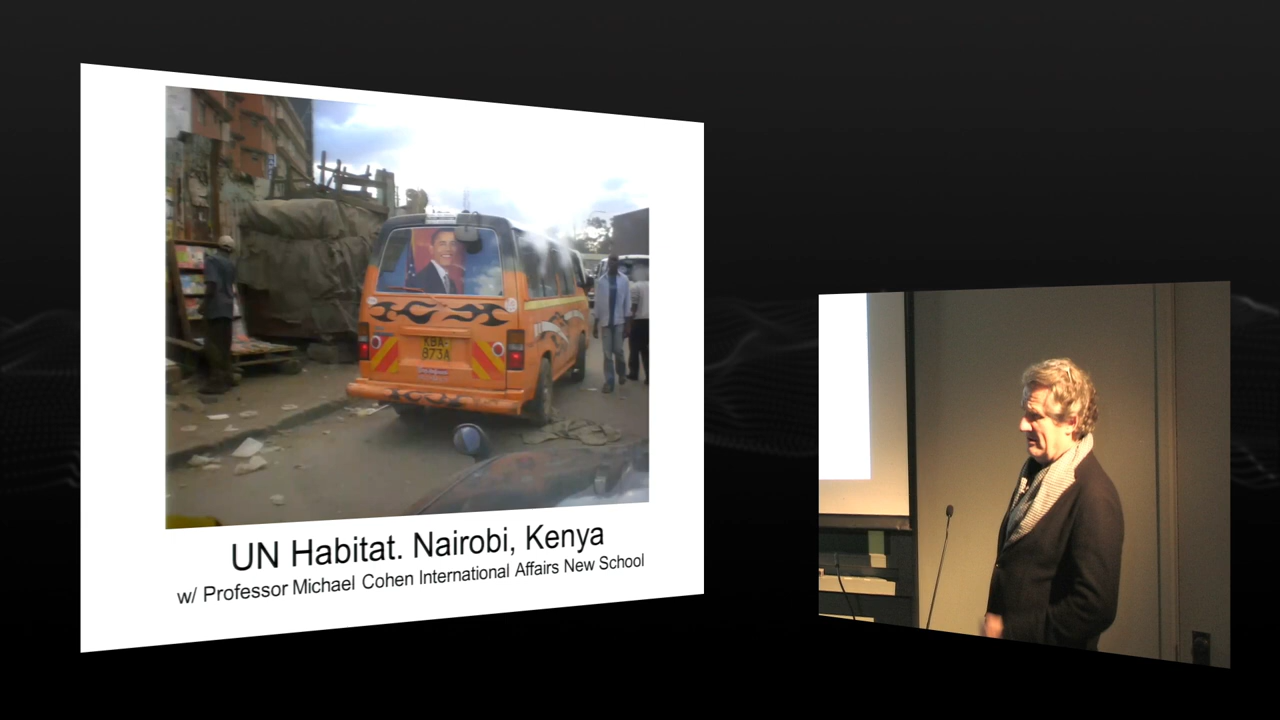 KBA-
873A
UN Habitat. Nairobi, Kenya
w/ Professor Michael Cohen International Affairs New School